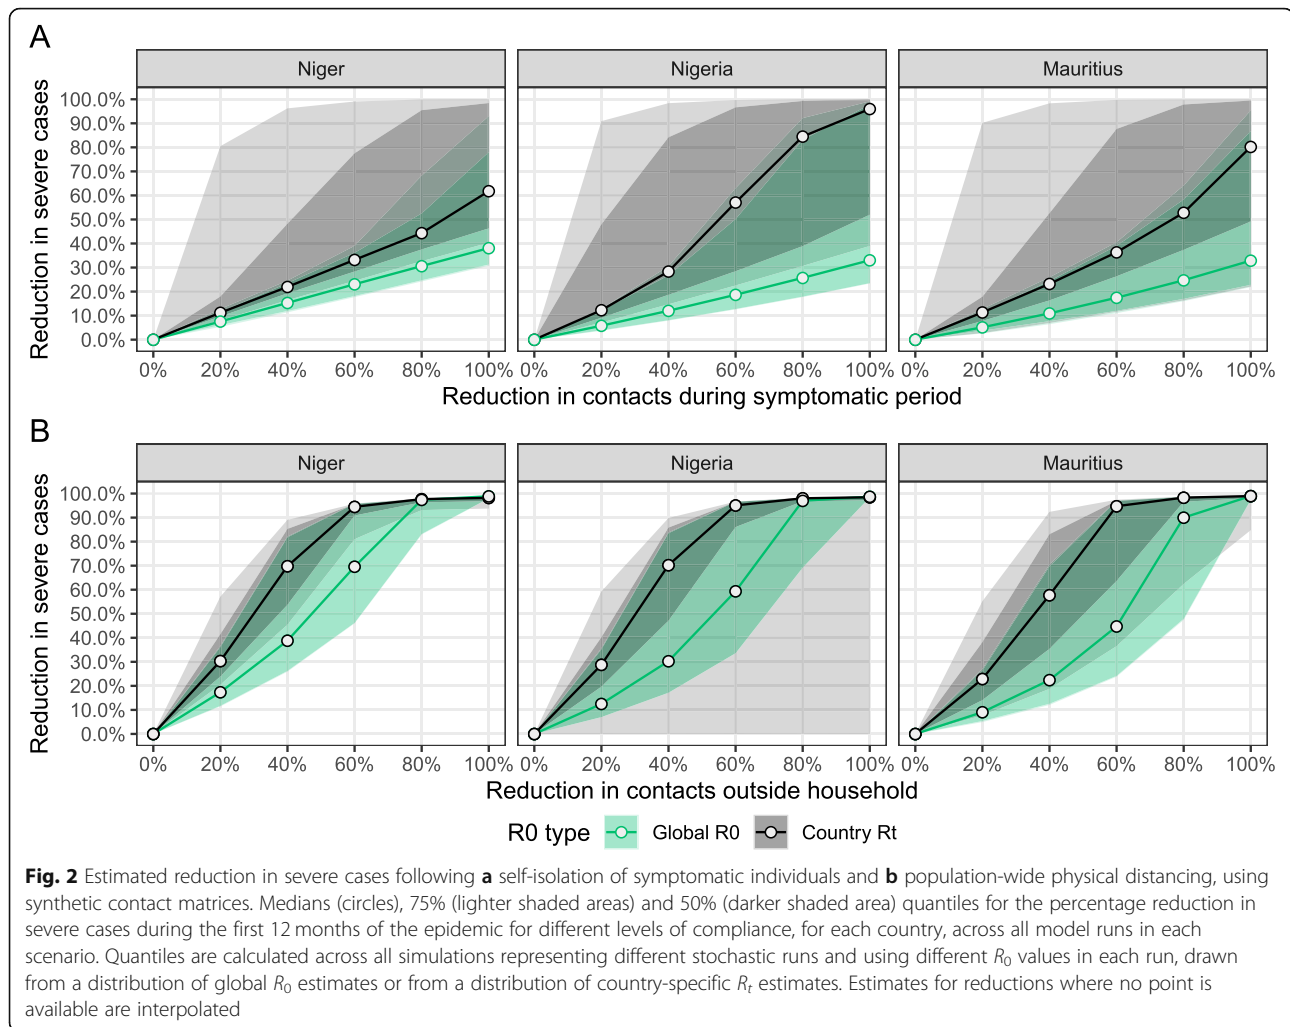 A
Niger
Nigeria
Mauritius
Reduction in severe cases
100.0%
90.0%
80.0%
70.0%
60.0%
50.0%
40.0%
30.0%
20.0%
10.0%
0.0%
0% 20% 40% 60% 80% 100% 0% 20% 40% 60% 80% 100% 0% 20% 40% 60% 80% 100%
Reduction in contacts during symptomatic period
B
Niger
Nigeria
Mauritius
Reduction in severe cases
100.0%
90.0%
80.0%
70.0%
60.0%
50.0%
40.0%
30.0%
20.0%
10.0%
0.0%
0% 20% 40% 60% 80% 100% 0% 20% 40% 60% 80% 100% 0% 20% 40% 60% 80% 100%
Reduction in contacts outside household
R0 type Global R0 Country Rt
Fig. 2 Estimated reduction in severe cases following a self-isolation of symptomatic individuals and b population-wide physical distancing, using
synthetic contact matrices. Medians (circles), 75% (lighter shaded areas) and 50% (darker shaded area) quantiles for the percentage reduction in
severe cases during the first 12 months of the epidemic for different levels of compliance, for each country, across all model runs in each
scenario. Quantiles are calculated across all simulations representing different stochastic runs and using different R0 values in each run, drawn
from a distribution of global R0 estimates or from a distribution of country-specific Rt estimates. Estimates for reductions where no point is
available are interpolated